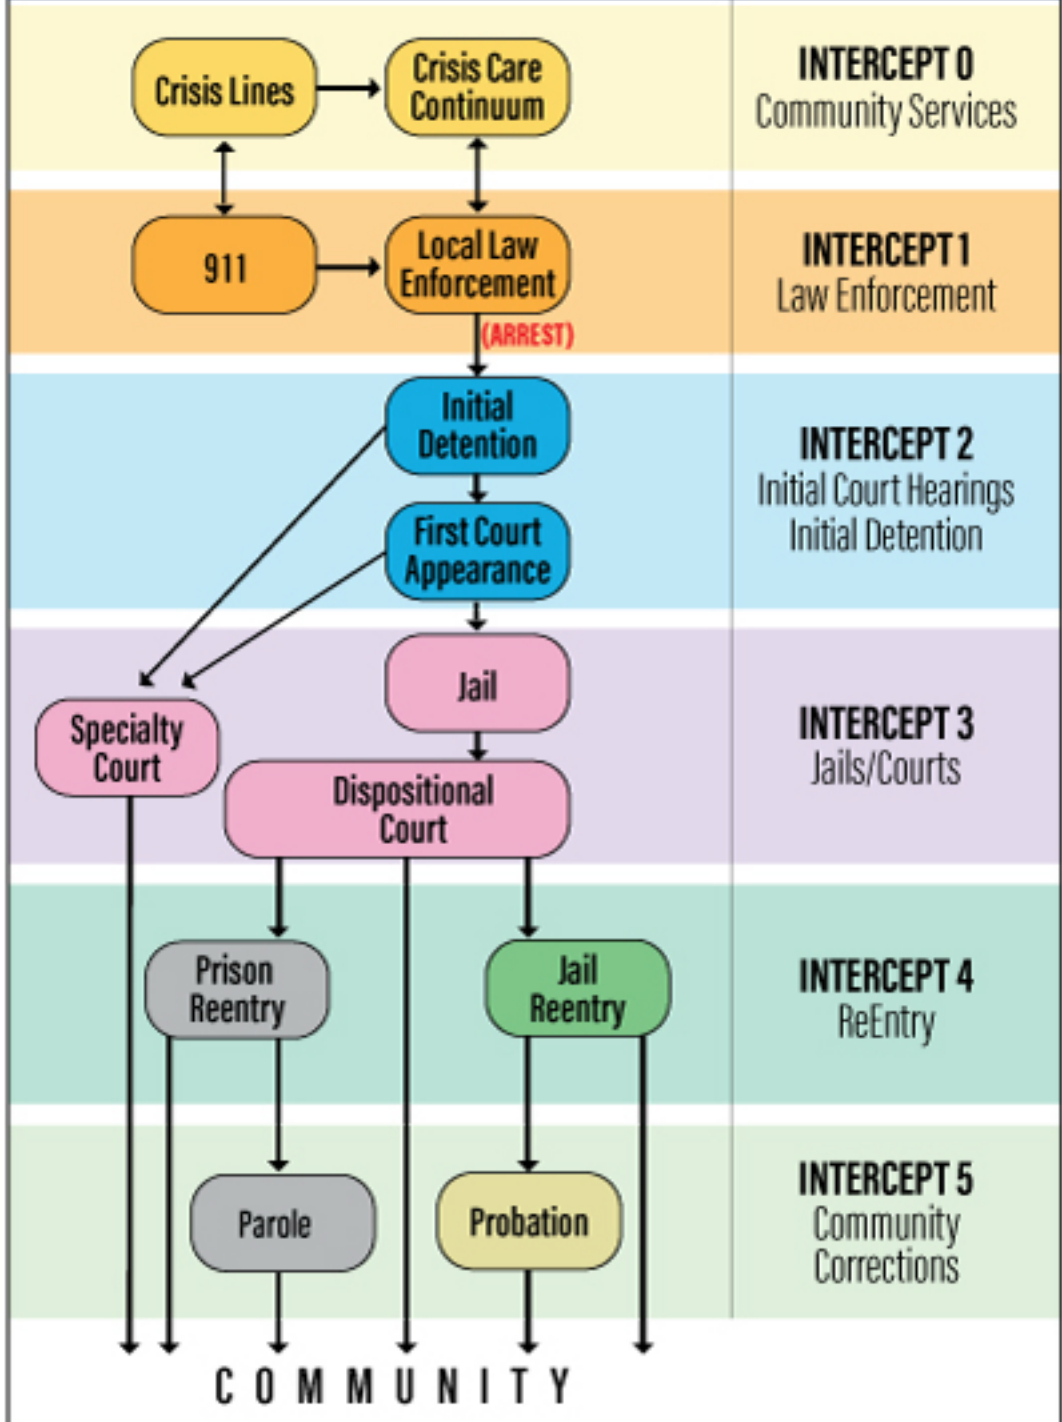 Crisis Lines
Crisis Care
Continuum
INTERCEPT 0
Community Services
911
Local Law
Enforcement
(ARREST)
INTERCEPT 1
Law Enforcement
Initial
Detention
First Court
Appearance
INTERCEPT 2
Initial Court Hearings
Initial Detention
Jail
Specialty
Court
Dispositional
Court
INTERCEPT 3
Jails/Courts
Prison
Reentry
Jail
Reentry
INTERCEPT 4
ReEntry
Parole
Probation
INTERCEPT 5
Community
Corrections
COMMUNITY